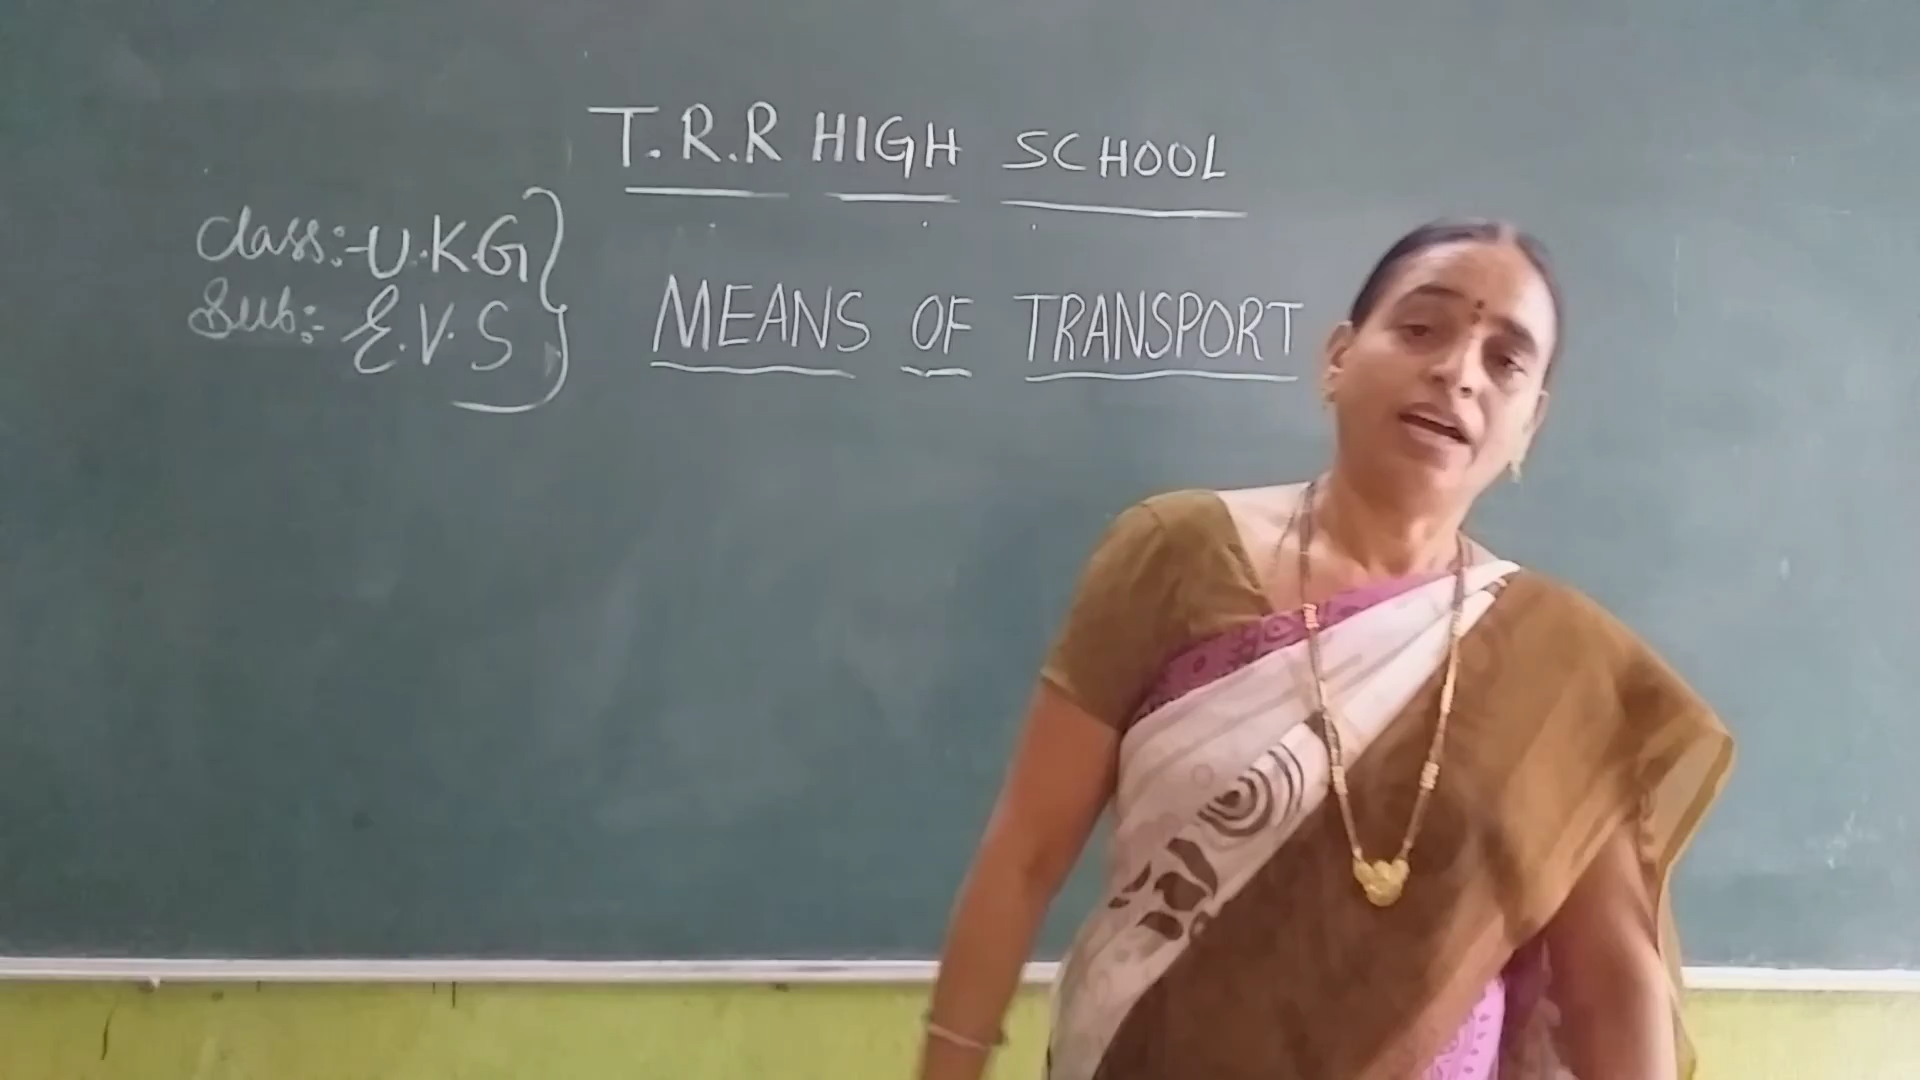 T.R.R HIGH SCHOOL
Class:-U.K.G
Sub:- E.V.S
MEANS OF TRANSPORT